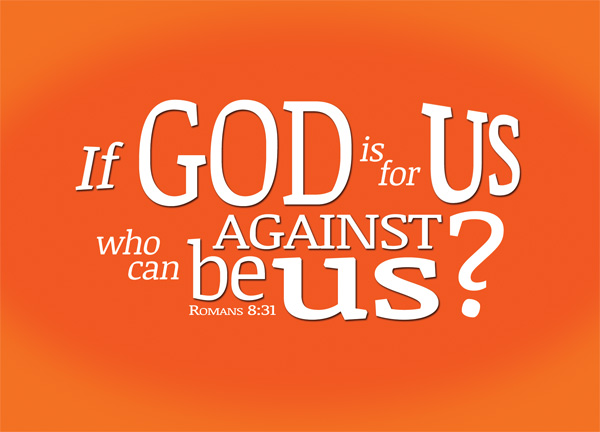 If GOD is for US
who can be AGAINST us?
Romans 8:31